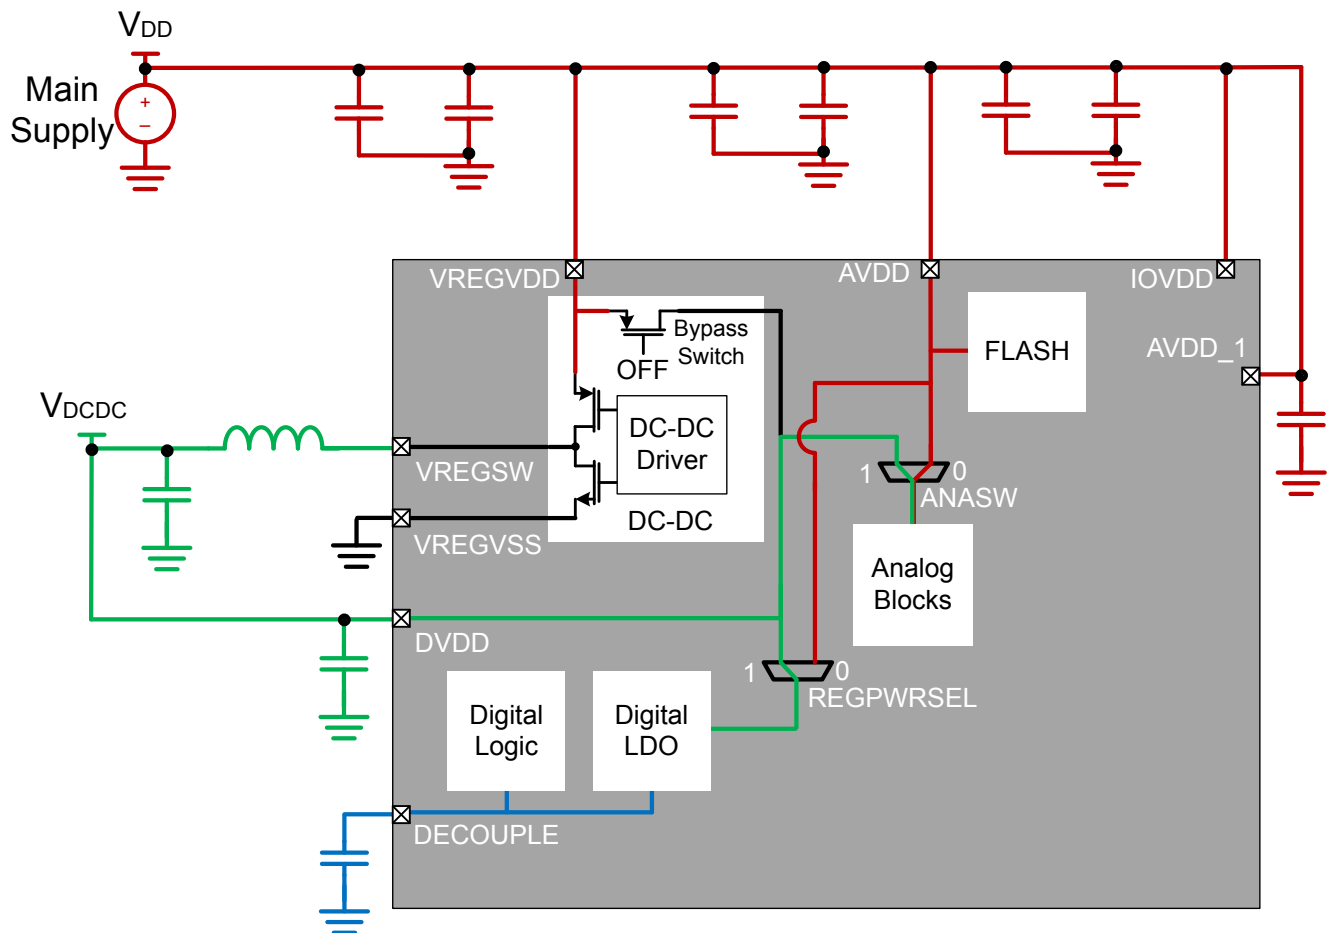 VDD
Main
Supply
+
–
VREGVDD
AVDD
IOVDD
Bypass
Switch
OFF
FLASH
AVDD_1
VDCDC
DC-DC
Driver
VREGSW
1
0
ANASW
DC-DC
VREGVSS
Analog
Blocks
DVDD
1
0
REGPWRSEL
Digital
Logic
Digital
LDO
DECOUPLE